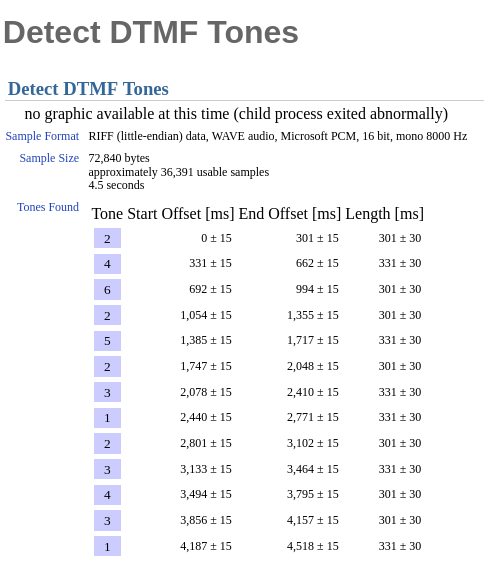 Detect DTMF Tones
Detect DTMF Tones
no graphic available at this time (child process exited abnormally)
Sample Format RIFF (little-endian) data, WAVE audio, Microsoft PCM, 16 bit, mono 8000 Hz
Sample Size 72,840 bytes
approximately 36,391 usable samples
4.5 seconds
Tones Found
Tone Start Offset [ms] End Offset [ms] Length [ms]
2 0 ± 15 301 ± 15 301 ± 30
4 331 ± 15 662 ± 15 331 ± 30
6 692 ± 15 994 ± 15 301 ± 30
2 1,054 ± 15 1,355 ± 15 301 ± 30
5 1,385 ± 15 1,717 ± 15 331 ± 30
2 1,747 ± 15 2,048 ± 15 301 ± 30
3 2,078 ± 15 2,410 ± 15 331 ± 30
1 2,440 ± 15 2,771 ± 15 331 ± 30
2 2,801 ± 15 3,102 ± 15 301 ± 30
3 3,133 ± 15 3,464 ± 15 331 ± 30
4 3,494 ± 15 3,795 ± 15 301 ± 30
3 3,856 ± 15 4,157 ± 15 301 ± 30
1 4,187 ± 15 4,518 ± 15 331 ± 30